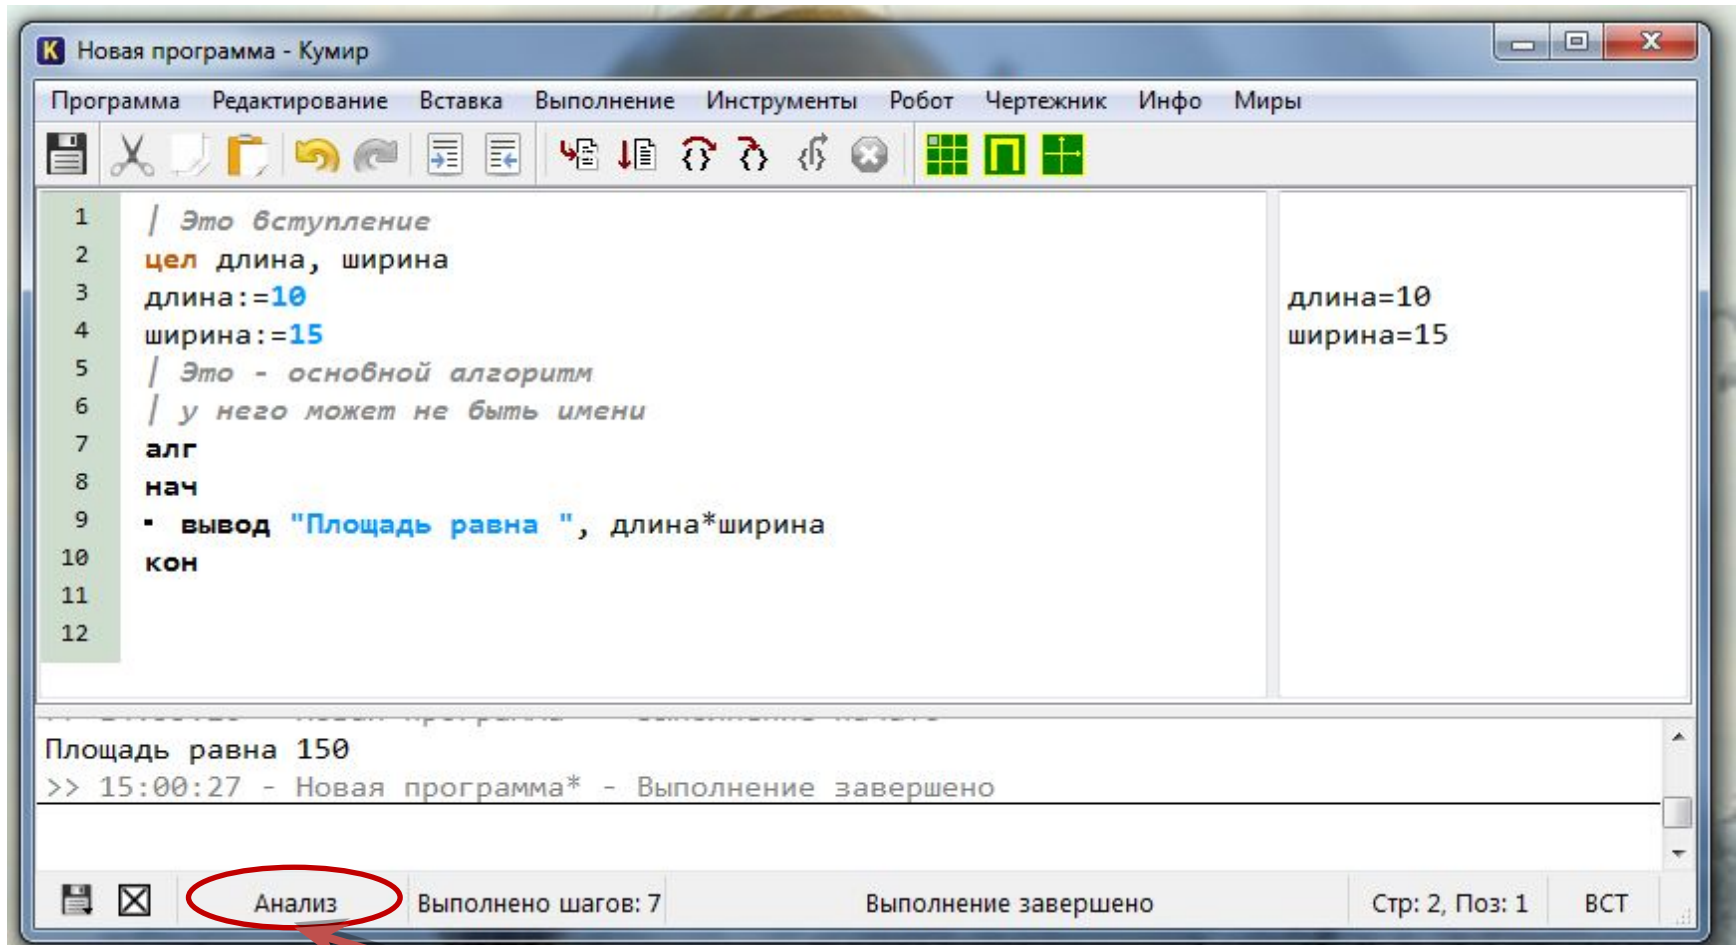 Новая программа - Кумир
Программа Редактирование Вставка Выполнение Инструменты Робот Чертежник Инфо Миры
1 | Это вступление
2 цел длина, ширина
3 длина:=10 длина=10
4 ширина:=15 ширина=15
5 | Это - основной алгоритм
6 | у него может не быть имени
7 алг
8 нач
9 ▪ вывод "Площадь равна ", длина*ширина
10 кон
11
12
Площадь равна 150
>> 15:00:27 - Новая программа* - Выполнение завершено
Анализ Выполнено шагов: 7 Выполнение завершено Стр: 2, Поз: 1 ВСТ